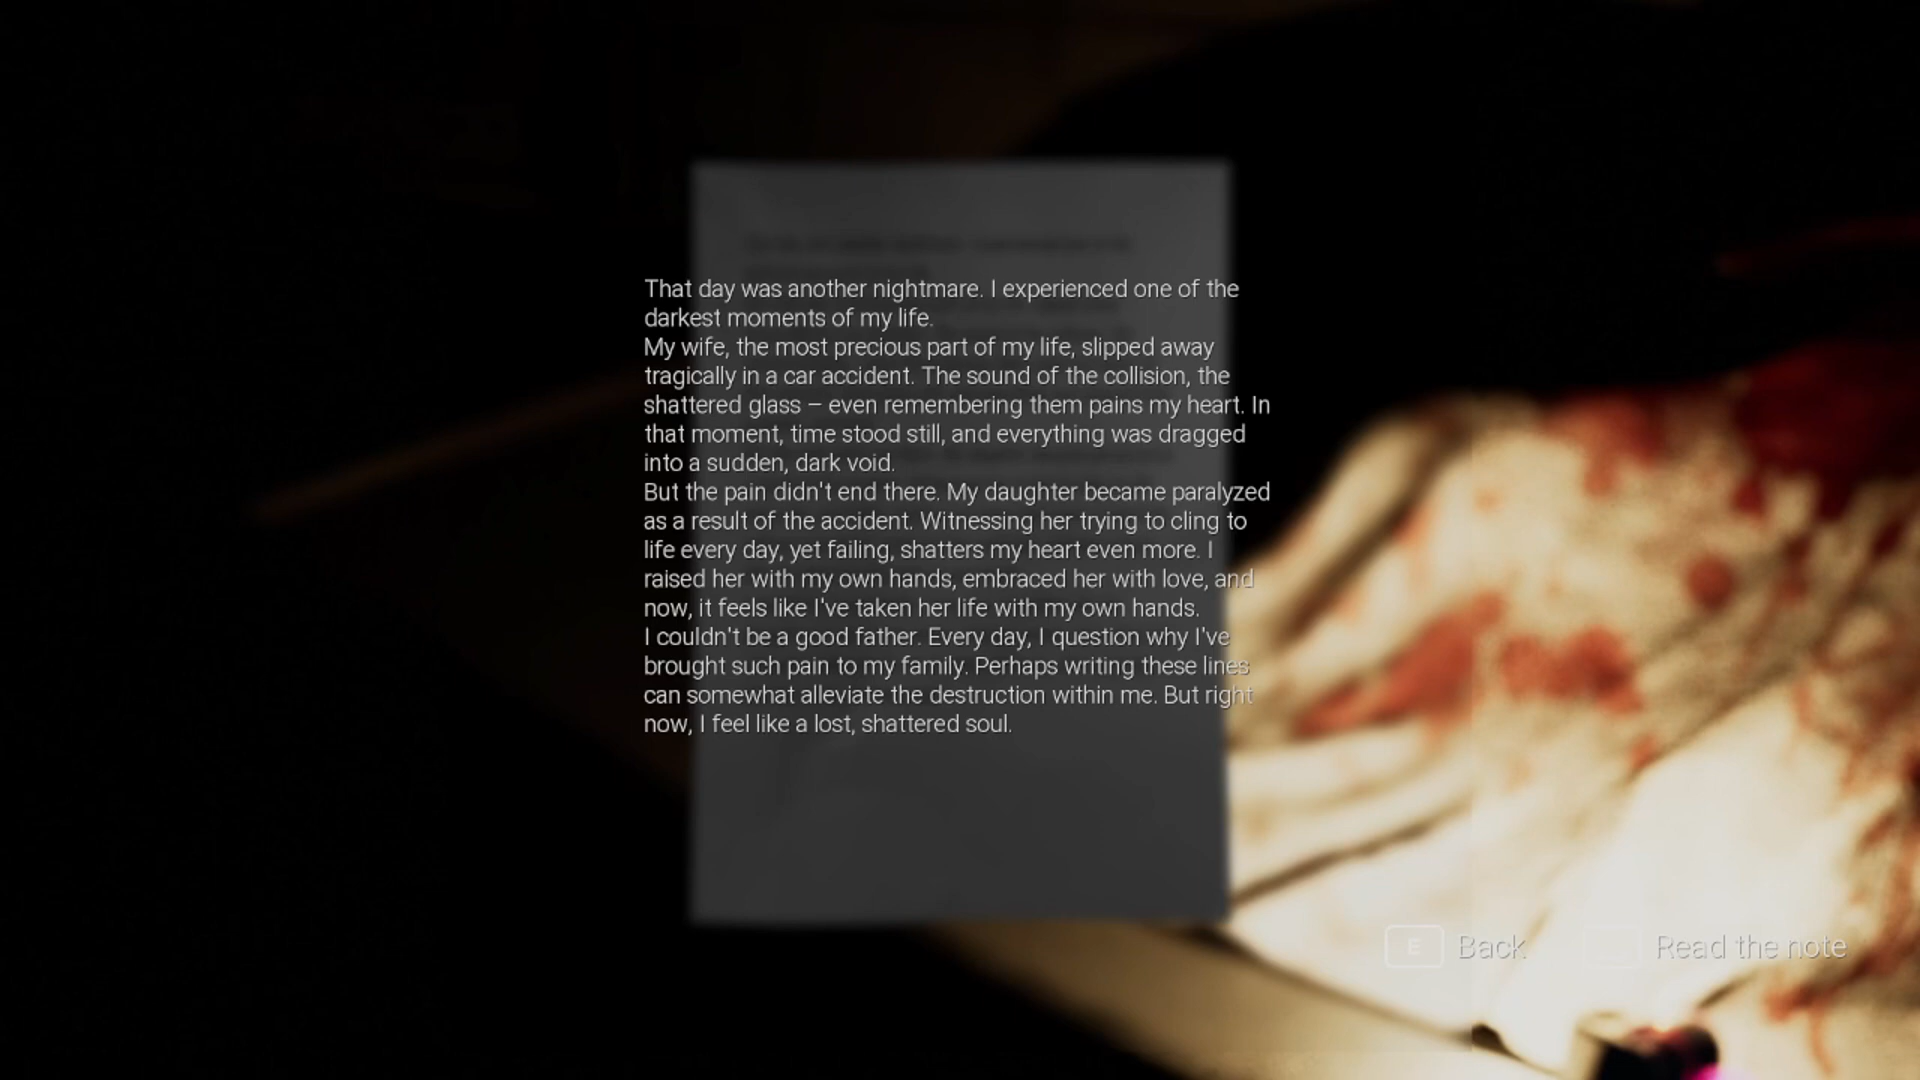 That day was another nightmare. I experienced one of the
darkest moments of my life.
My wife, the most precious part of my life, slipped away
tragically in a car accident. The sound of the collision, the
shattered glass – even remembering them pains my heart. In
that moment, time stood still, and everything was dragged
into a sudden, dark void.
But the pain didn't end there. My daughter became paralyzed
as a result of the accident. Witnessing her trying to cling to
life every day, yet failing, shatters my heart even more. I
raised her with my own hands, embraced her with love, and
now, it feels like I've taken her life with my own hands.
I couldn't be a good father. Every day, I question why I've
brought such pain to my family. Perhaps writing these lines
can somewhat alleviate the destruction within me. But right
now, I feel like a lost, shattered soul.
E Back Read the note